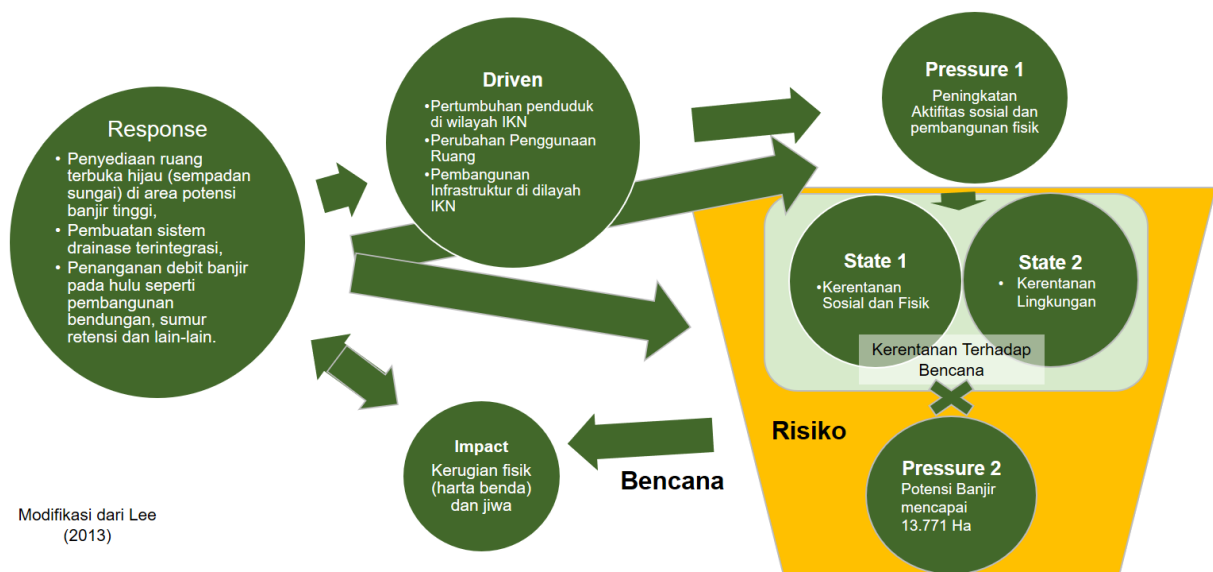 Response
• Penyediaan ruang
terbuka hijau (sempadan
sungai) di area potensi
banjir tinggi,
• Pembuatan sistem
drainase terintegrasi,
• Penanganan debit banjir
pada hulu seperti
pembangunan
bendungan, sumur
retensi dan lain-lain.
Driven
•Pertumbuhan penduduk
di wilayah IKN
•Perubahan Penggunaan
Ruang
•Pembangunan
Infrastruktur di dilayah
IKN
Pressure 1
Peningkatan
Aktifitas sosial dan
pembangunan fisik
State 1
•Kerentanan
Sosial dan Fisik
State 2
• Kerentanan
Lingkungan
Kerentanan Terhadap
Bencana
Risiko
Pressure 2
Potensi Banjir
mencapai
13.771 Ha
Bencana
Impact
Kerugian fisik
(harta benda)
dan jiwa
Modifikasi dari Lee
(2013)